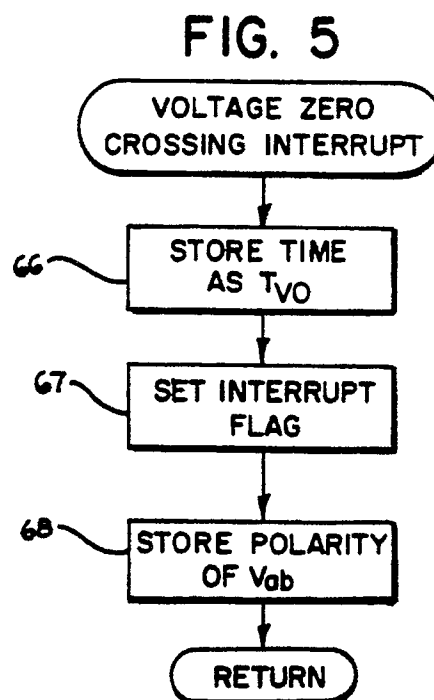 FIG. 5
VOLTAGE ZERO
CROSSING INTERRUPT
66
STORE TIME
AS TVO
67
SET INTERRUPT
FLAG
68
STORE POLARITY
OF Vab
RETURN